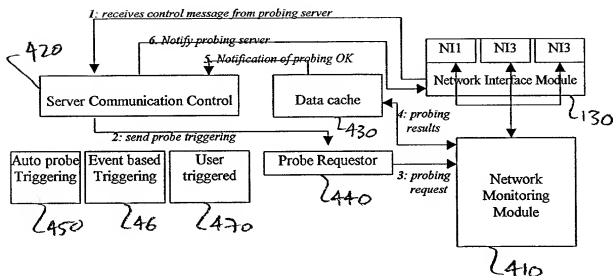 1: receives control message from probing server
420
6. Notify probing server
5. Notification of probing OK
NI1 NI3 NI3
Network Interface Module
130
Server Communication Control
Data cache
430
4: probing
results
2: send probe triggering
Auto probe
Triggering
450
Event based
Triggering
46
User
triggered
470
Probe Requestor
440
3: probing
request
Network
Monitoring
Module
410